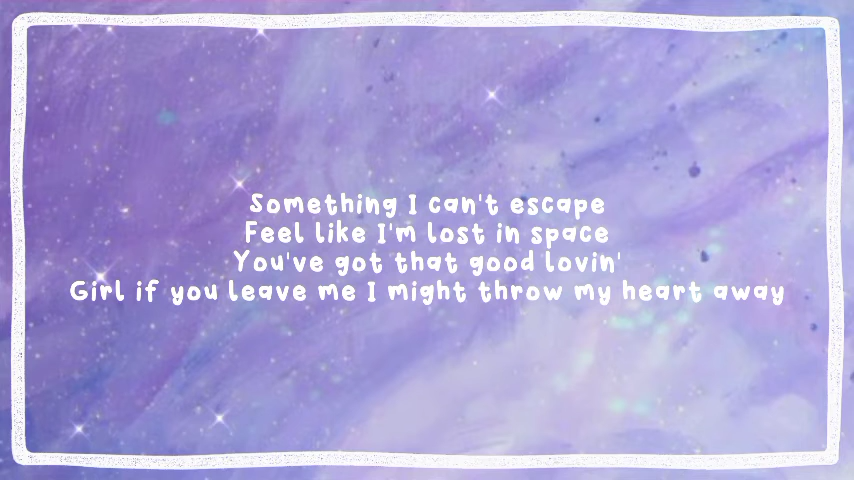 Something I can't escape
Feel like I'm lost in space
You've got that good lovin'
Girl if you leave me I might throw my heart away